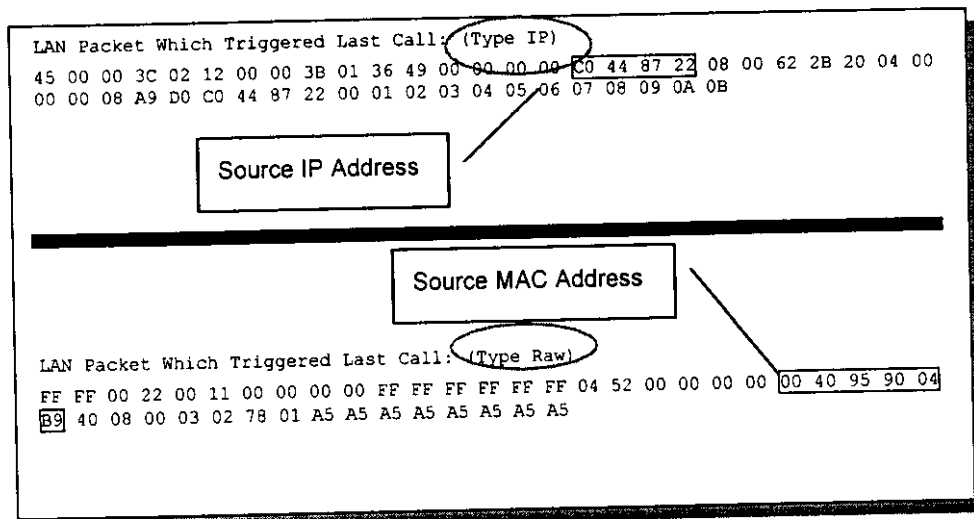 LAN Packet Which Triggered Last Call: (Type IP)
45 00 00 3C 02 12 00 00 3B 01 36 49 00 00 00 00 C0 44 87 22 08 00 62 2B 20 04 00
00 00 08 A9 D0 C0 44 87 22 00 01 02 03 04 05 06 07 08 09 0A 0B
Source IP Address
Source MAC Address
LAN Packet Which Triggered Last Call: (Type Raw)
FF FF 00 22 00 11 00 00 00 00 FF FF FF FF FF FF 04 52 00 00 00 00 00 40 95 90 04
B9 40 08 00 03 02 78 01 A5 A5 A5 A5 A5 A5 A5 A5